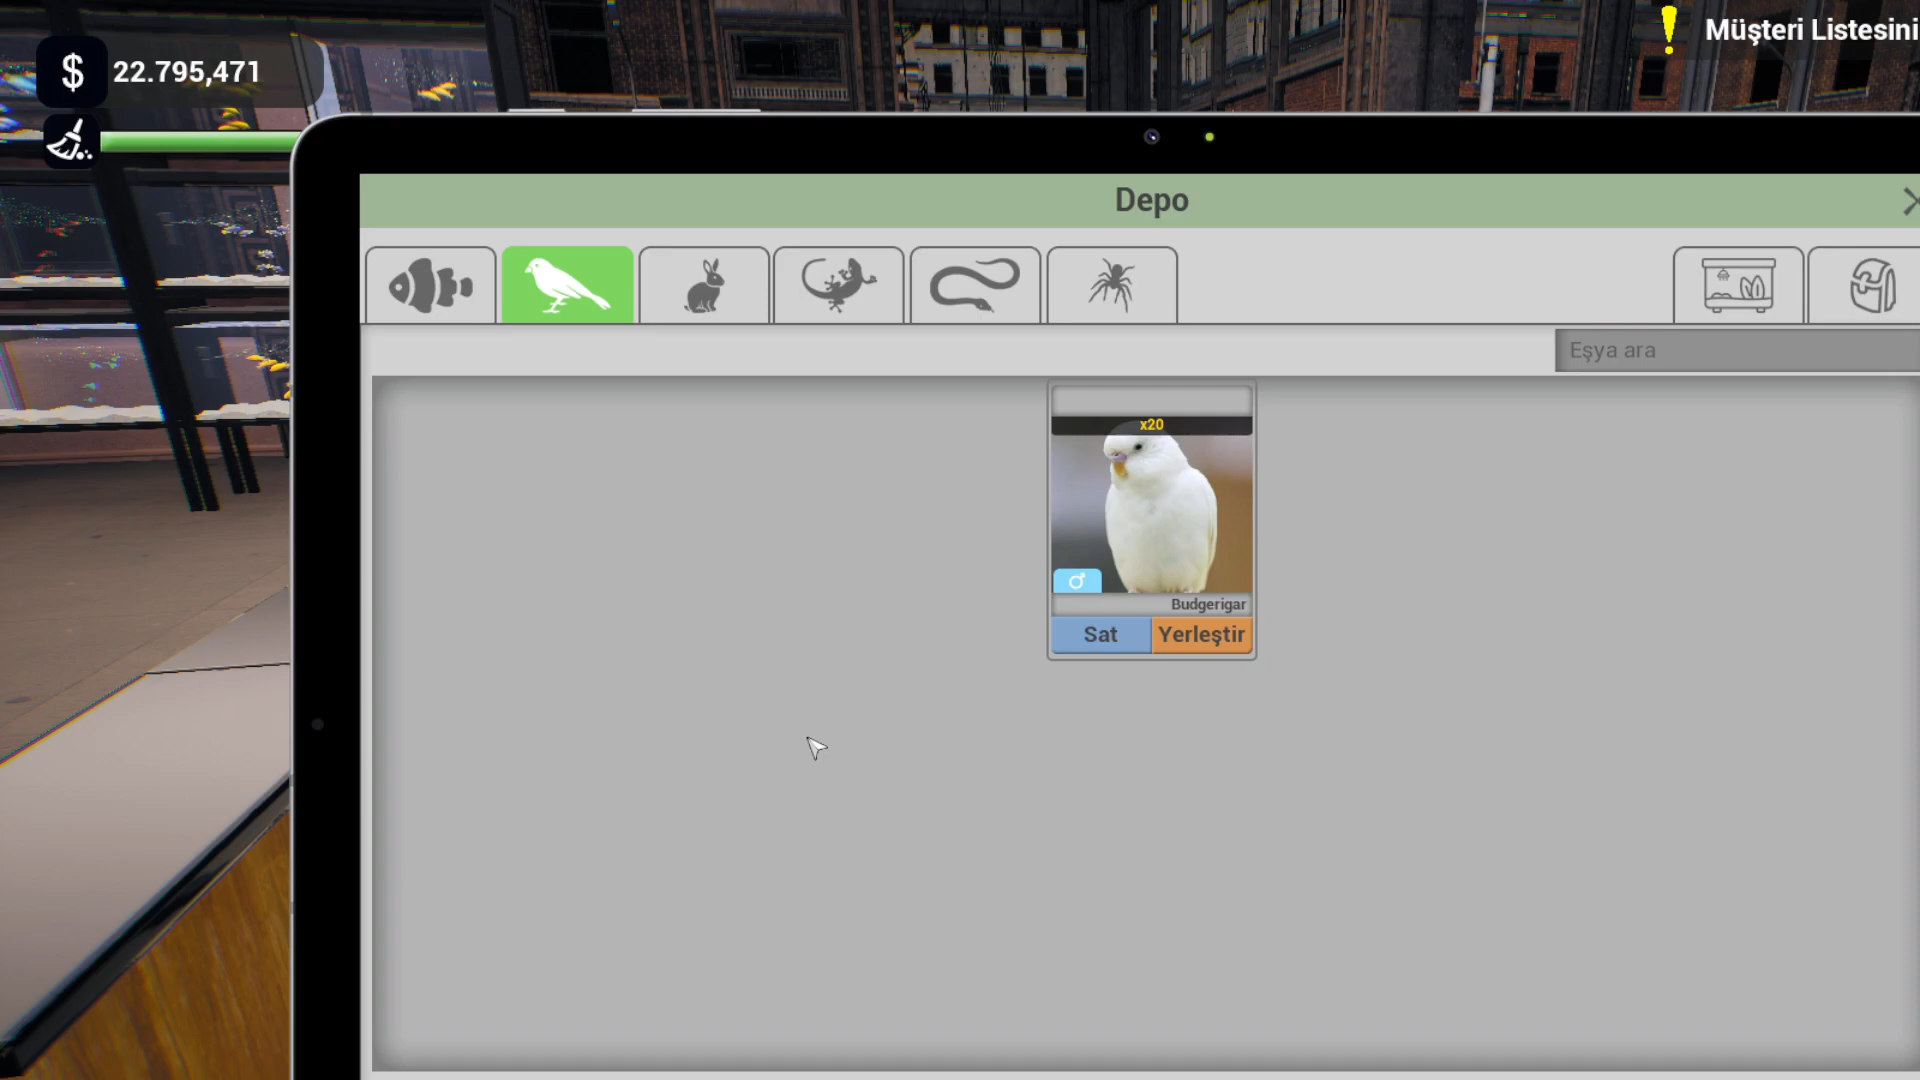 $ 22.795,471
Müşteri Listesini
Depo
Eşya ara
x20
Budgerigar
Sat Yerleştir